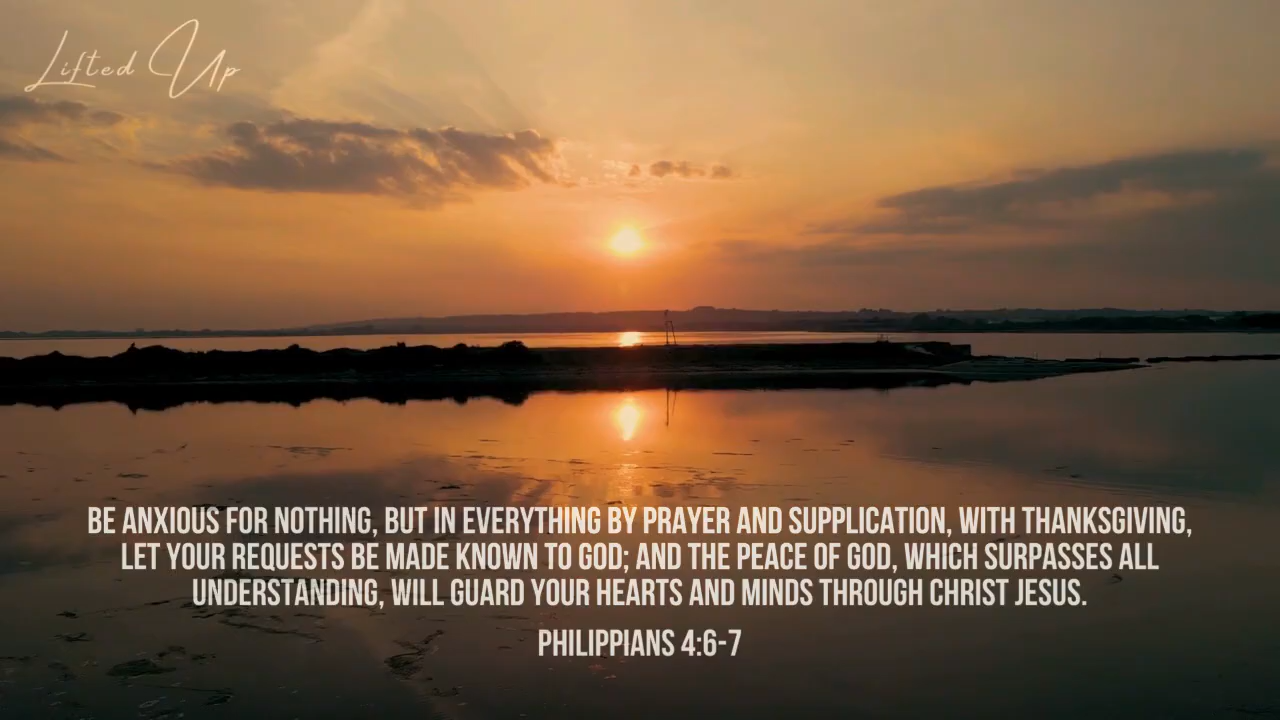 Lifted Up
BE ANXIOUS FOR NOTHING, BUT IN EVERYTHING BY PRAYER AND SUPPLICATION, WITH THANKSGIVING,
LET YOUR REQUESTS BE MADE KNOWN TO GOD; AND THE PEACE OF GOD, WHICH SURPASSES ALL
UNDERSTANDING, WILL GUARD YOUR HEARTS AND MINDS THROUGH CHRIST JESUS.
PHILIPPIANS 4:6-7